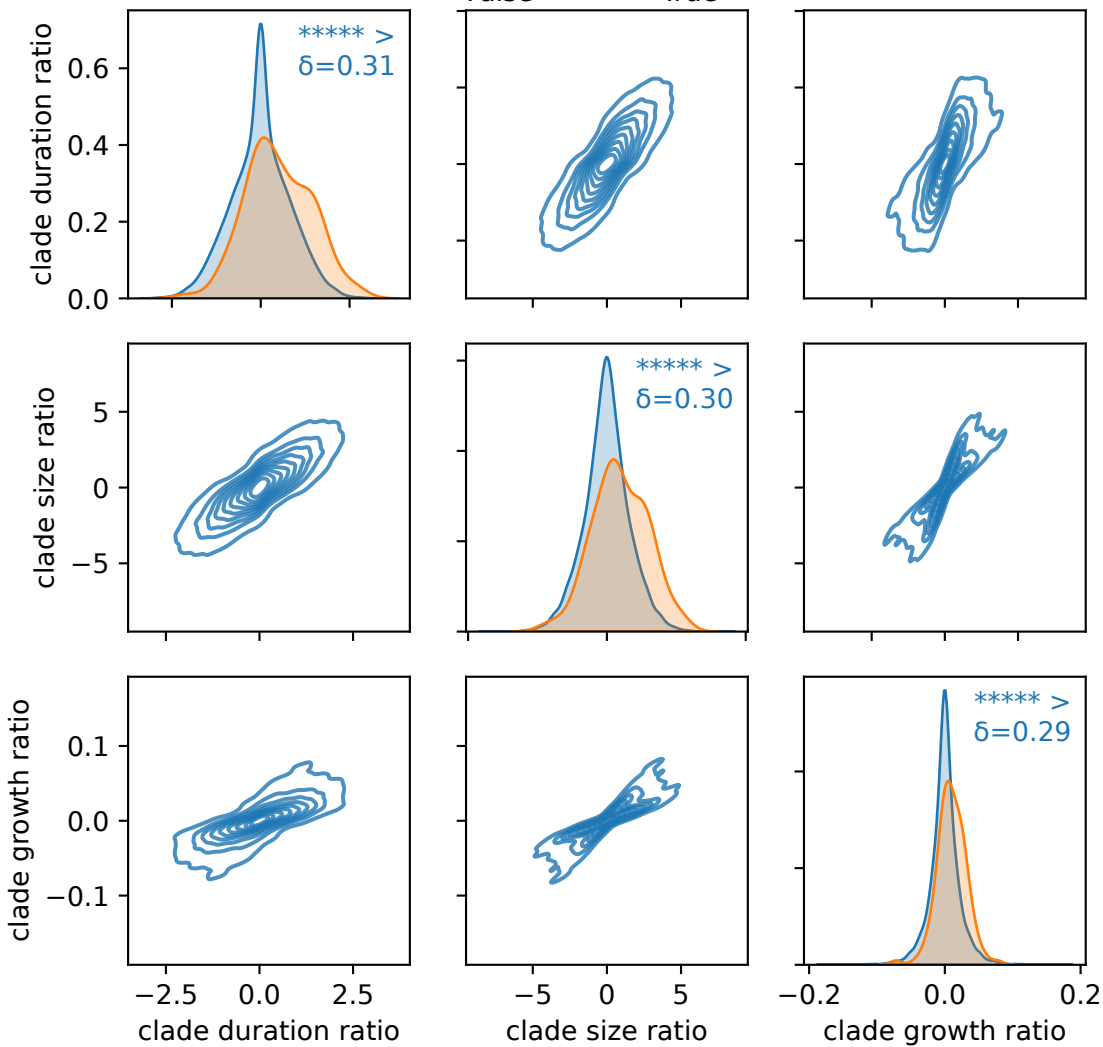 False True
clade duration ratio
0.6
0.4
0.2
0.0
***** >
δ=0.31
clade size ratio
5
0
−5
***** >
δ=0.30
clade growth ratio
0.1
0.0
−0.1
***** >
δ=0.29
−2.5 0.0 2.5
−5 0 5
−0.2 0.0 0.2
clade duration ratio
clade size ratio
clade growth ratio